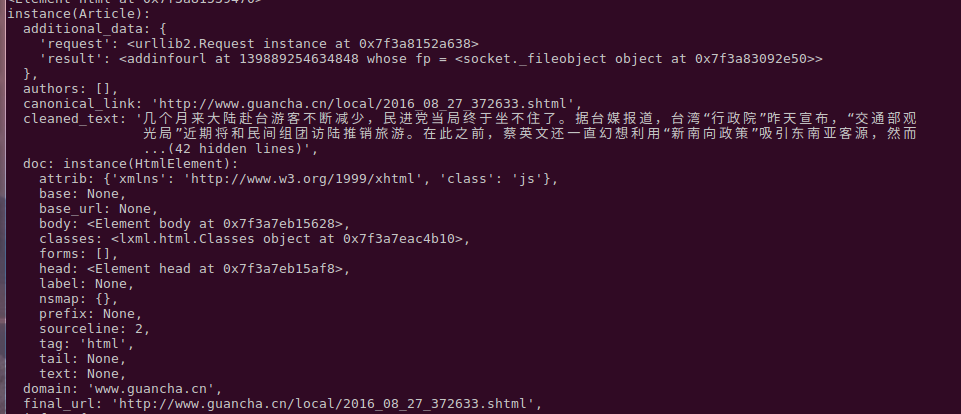 instance(Article):
additional_data: {
'request': <urllib2.Request instance at 0x7f3a8152a638>
'result': <addinfourl at 139889254634848 whose fp = <socket._fileobject object at 0x7f3a83092e50>>
},
authors: [],
canonical_link: 'http://www.guancha.cn/local/2016_08_27_372633.shtml',
cleaned_text: '几个月来大陆赴台游客不断减少，民进党当局终于坐不住了。据台媒报道，台湾“行政院”昨天宣布，“交通部观
光局”近期将和民间组团访陆推销旅游。在此之前，蔡英文还一直幻想利用“新南向政策”吸引东南亚客源，然而
...(42 hidden lines)',
doc: instance(HtmlElement):
attrib: {'xmlns': 'http://www.w3.org/1999/xhtml', 'class': 'js'},
base: None,
base_url: None,
body: <Element body at 0x7f3a7eb15628>,
classes: <lxml.html.Classes object at 0x7f3a7eac4b10>,
forms: [],
head: <Element head at 0x7f3a7eb15af8>,
label: None,
nsmap: {},
prefix: None,
sourceline: 2,
tag: 'html',
tail: None,
text: None,
domain: 'www.guancha.cn',
final_url: 'http://www.guancha.cn/local/2016_08_27_372633.shtml',